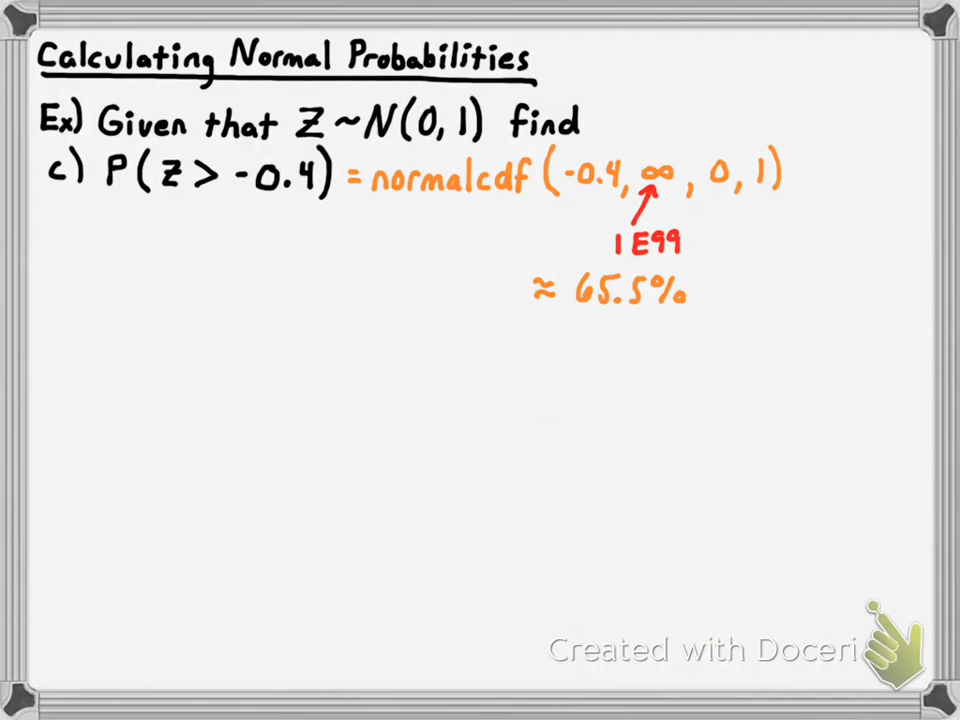 Calculating Normal Probabilities
Ex) Given that Z ~ N(0, 1) find
c) P(Z > -0.4) = normalcdf(-0.4, ∞, 0, 1)
1E99
≈ 65.5%
Created with Doceri